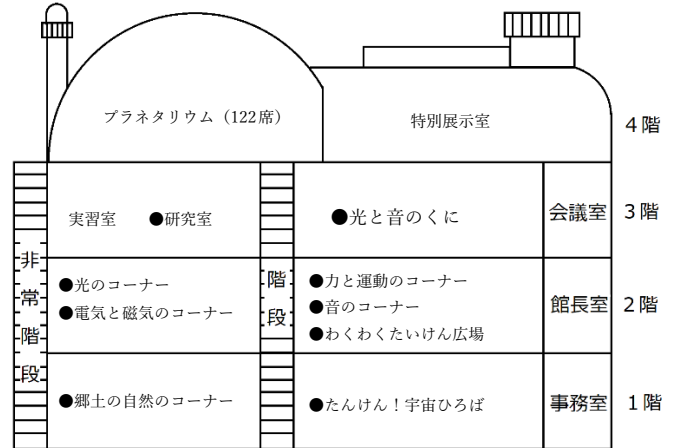 プラネタリウム（122席）
特別展示室
4階
実習室
●研究室
●光と音のくに
会議室
3階
非常階段
階段
●光のコーナー
●電気と磁気のコーナー
●力と運動のコーナー
●音のコーナー
●わくわくたいけん広場
館長室
2階
●郷土の自然のコーナー
●たんけん！宇宙ひろば
事務室
1階